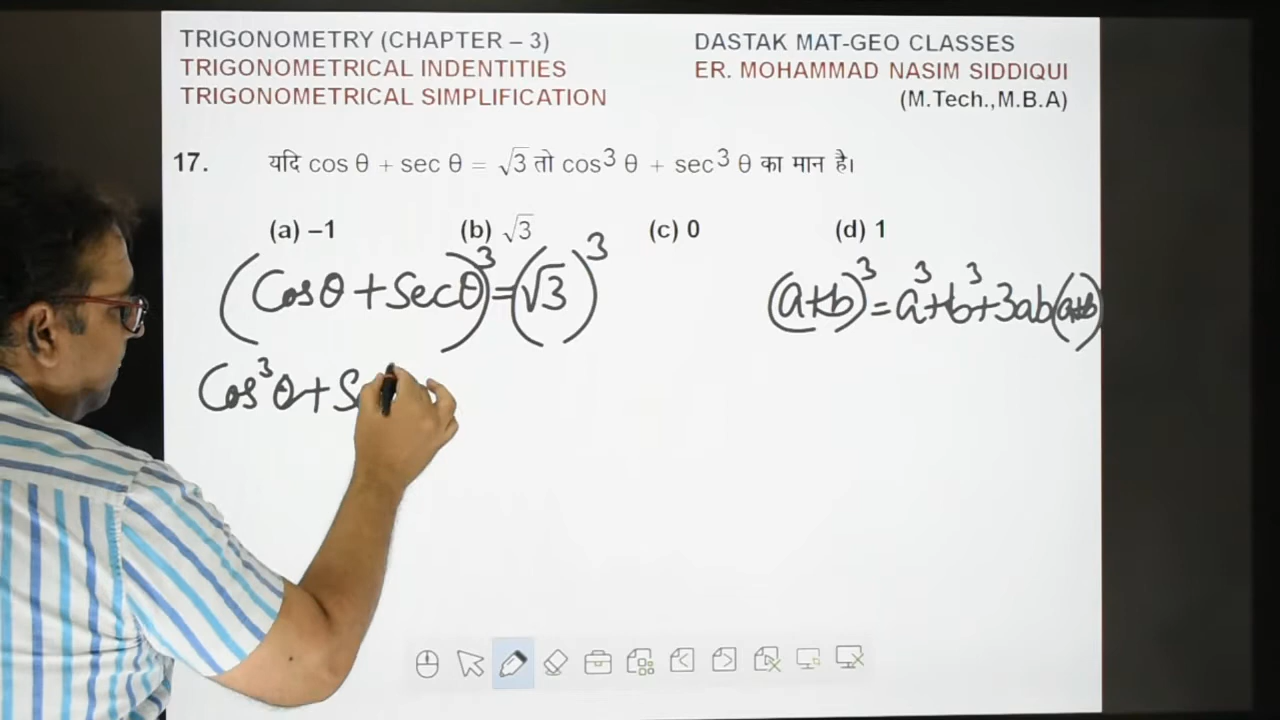 TRIGONOMETRY (CHAPTER – 3)
DASTAK MAT-GEO CLASSES
TRIGONOMETRICAL INDENTITIES
ER. MOHAMMAD NASIM SIDDIQUI
TRIGONOMETRICAL SIMPLIFICATION
(M.Tech.,M.B.A)
17. यदि cos θ + sec θ = √3 तो cos³ θ + sec³ θ का मान है।
(a) –1 (b) √3 (c) 0 (d) 1
(Cosθ + Secθ)³ = (√3)³
(a+b)³ = a³+b³+3ab(a+b)
Cos³θ + S